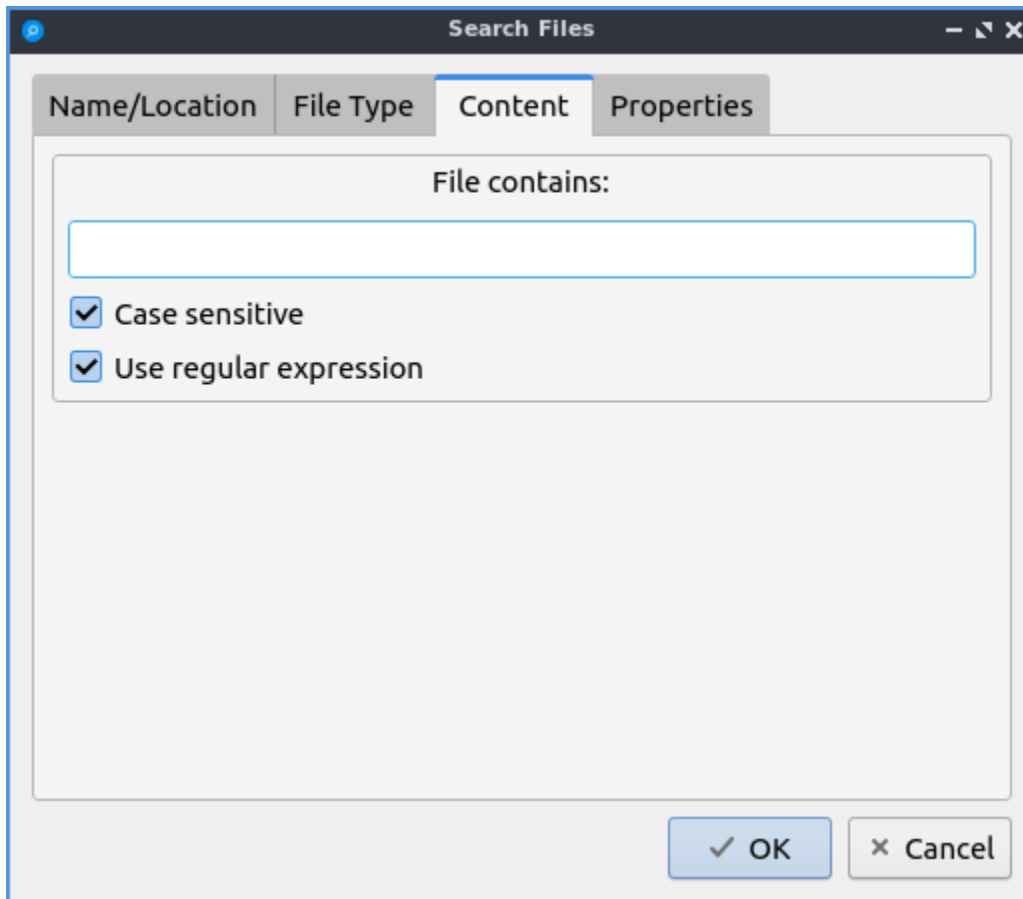 Search Files
Name/Location File Type Content Properties
File contains:
Case sensitive
Use regular expression
OK Cancel